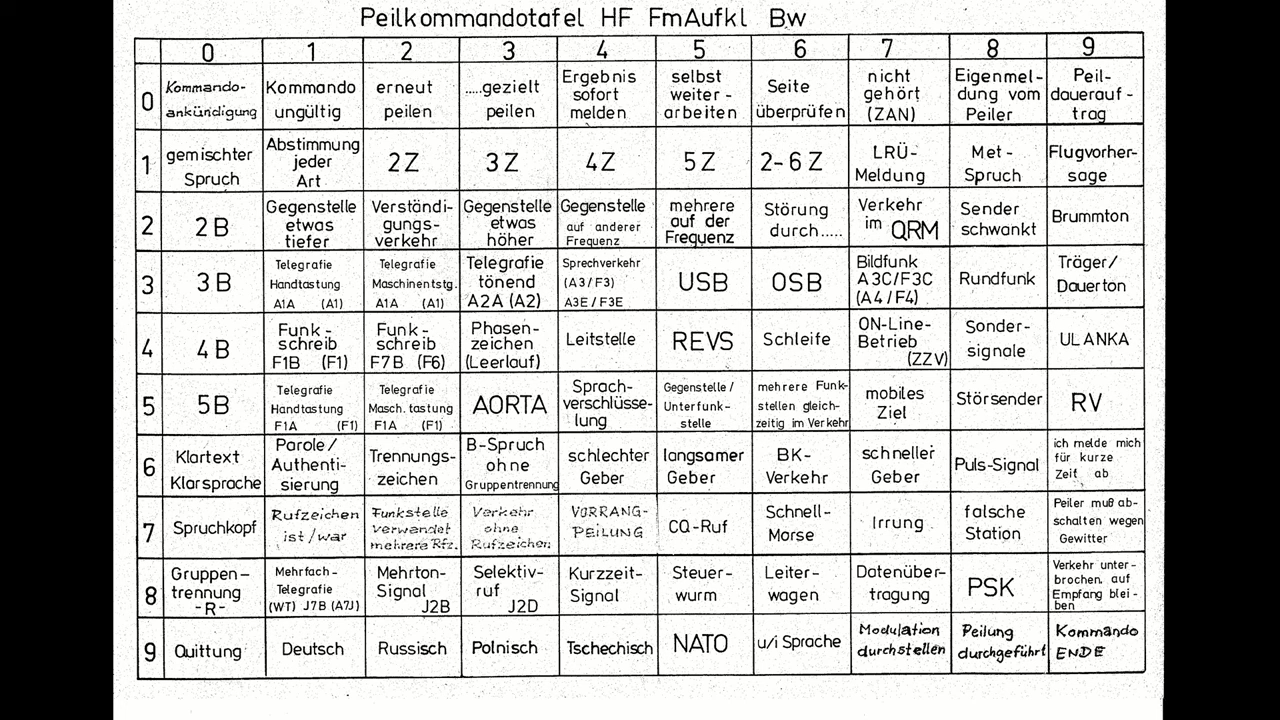 Peilkommandotafel HF FmAufkl Bw
0 1 2 3 4 5 6 7 8 9
0
Kommando-
ankündigung
Kommando
ungültig
erneut
peilen
.....gezielt
peilen
Ergebnis
sofort
melden
selbst
weiter-
arbeiten
Seite
überprüfen
nicht
gehört
(ZAN)
Eigenmel-
dung vom
Peiler
Peil-
dauerauf-
trag
1
gemischter
Spruch
Abstimmung
jeder
Art
2Z
3Z
4Z
5Z
2-6Z
LRÜ-
Meldung
Met-
Spruch
Flugvorher-
sage
2
2B
Gegenstelle
etwas
tiefer
Verständi-
gungs-
verkehr
Gegenstelle
etwas
höher
Gegenstelle
auf anderer
Frequenz
mehrere
auf der
Frequenz
Störung
durch.....
Verkehr
im QRM
Sender
schwankt
Brummton
3
3B
Telegrafie
Handtastung
A1A (A1)
Telegrafie
Maschinentstg.
A1A (A1)
Telegrafie
tönend
A2A (A2)
Sprechverkehr
(A3/F3)
A3E/F3E
USB
OSB
Bildfunk
A3C/F3C
(A4/F4)
Rundfunk
Träger/
Dauerton
4
4B
Funk-
schreib
F1B (F1)
Funk-
schreib
F7B (F6)
Phasen-
zeichen
(Leerlauf)
Leitstelle
REVS
Schleife
ON-Line-
Betrieb
(ZZV)
Sonder-
signale
ULANKA
5
5B
Telegrafie
Handtastung
F1A (F1)
Telegrafie
Masch.tastung
F1A (F1)
AORTA
Sprach-
verschlüsse-
lung
Gegenstelle/
Unterfunk-
stelle
mehrere Funk-
stellen gleich-
zeitig im Verkehr
mobiles
Ziel
Störsender
RV
6
Klartext
Klarsprache
Parole/
Authenti-
sierung
Trennungs-
zeichen
B-Spruch
ohne
Gruppentrennung
schlechter
Geber
langsamer
Geber
BK-
Verkehr
schneller
Geber
Puls-Signal
ich melde mich
für kurze
Zeit ab
7
Spruchkopf
Rufzeichen
ist/war
Funkstelle
verwendet
mehrere Rfz.
Verkehr
ohne
Rufzeichen
VORRANG-
PEILUNG
CQ-Ruf
Schnell-
Morse
Irrung
falsche
Station
Peiler muß ab-
schalten wegen
Gewitter
8
Gruppen-
trennung
-R-
Mehrfach-
Telegrafie
(WT) J7B (A7J)
Mehrton-
Signal
J2B
Selektiv-
ruf
J2D
Kurzzeit-
Signal
Steuer-
wurm
Leiter-
wagen
Datenüber-
tragung
PSK
Verkehr unter-
brochen, auf
Empfang blei-
ben
9
Quittung
Deutsch
Russisch
Polnisch
Tschechisch
NATO
u/i Sprache
Modulation
durchstellen
Peilung
durchgeführt
Kommando
ENDE